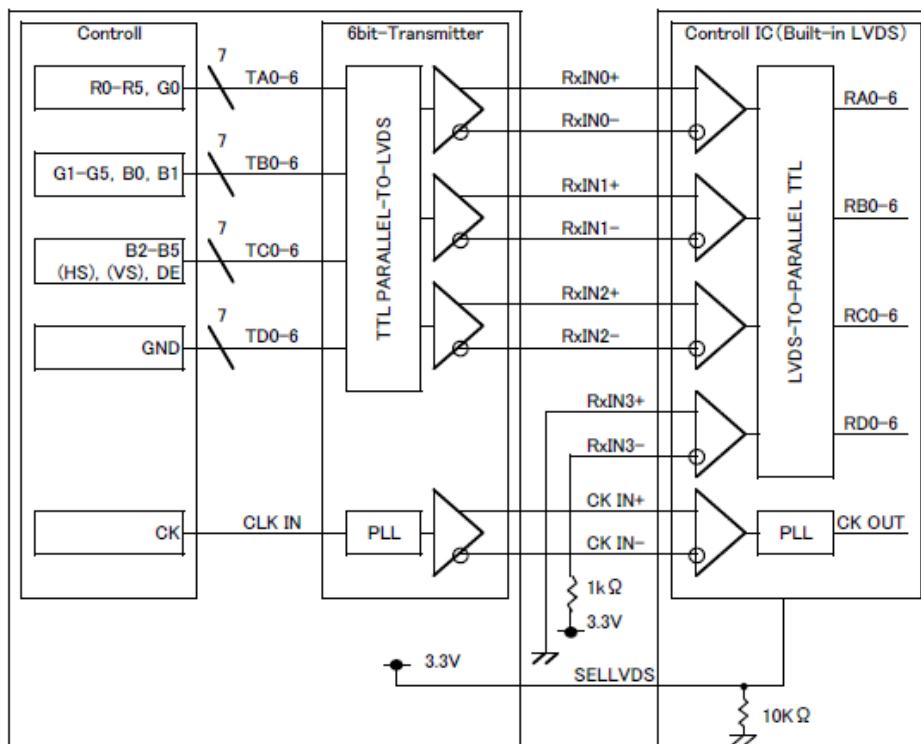 Controll
6bit-Transmitter
Controll IC(Built-in LVDS)
R0-R5, G0
7
TA0-6
RxIN0+
RxIN0-
RA0-6
G1-G5, B0, B1
7
TB0-6
RxIN1+
RxIN1-
RB0-6
B2-B5
(HS), (VS), DE
7
TC0-6
RxIN2+
RxIN2-
RC0-6
GND
7
TD0-6
TTL PARALLEL-TO-LVDS
LVDS-TO-PARALLEL TTL
RxIN3+
RxIN3-
RD0-6
CK
CLK IN
PLL
CK IN+
CK IN-
PLL
CK OUT
1kΩ
3.3V
3.3V
SELLVDS
10KΩ